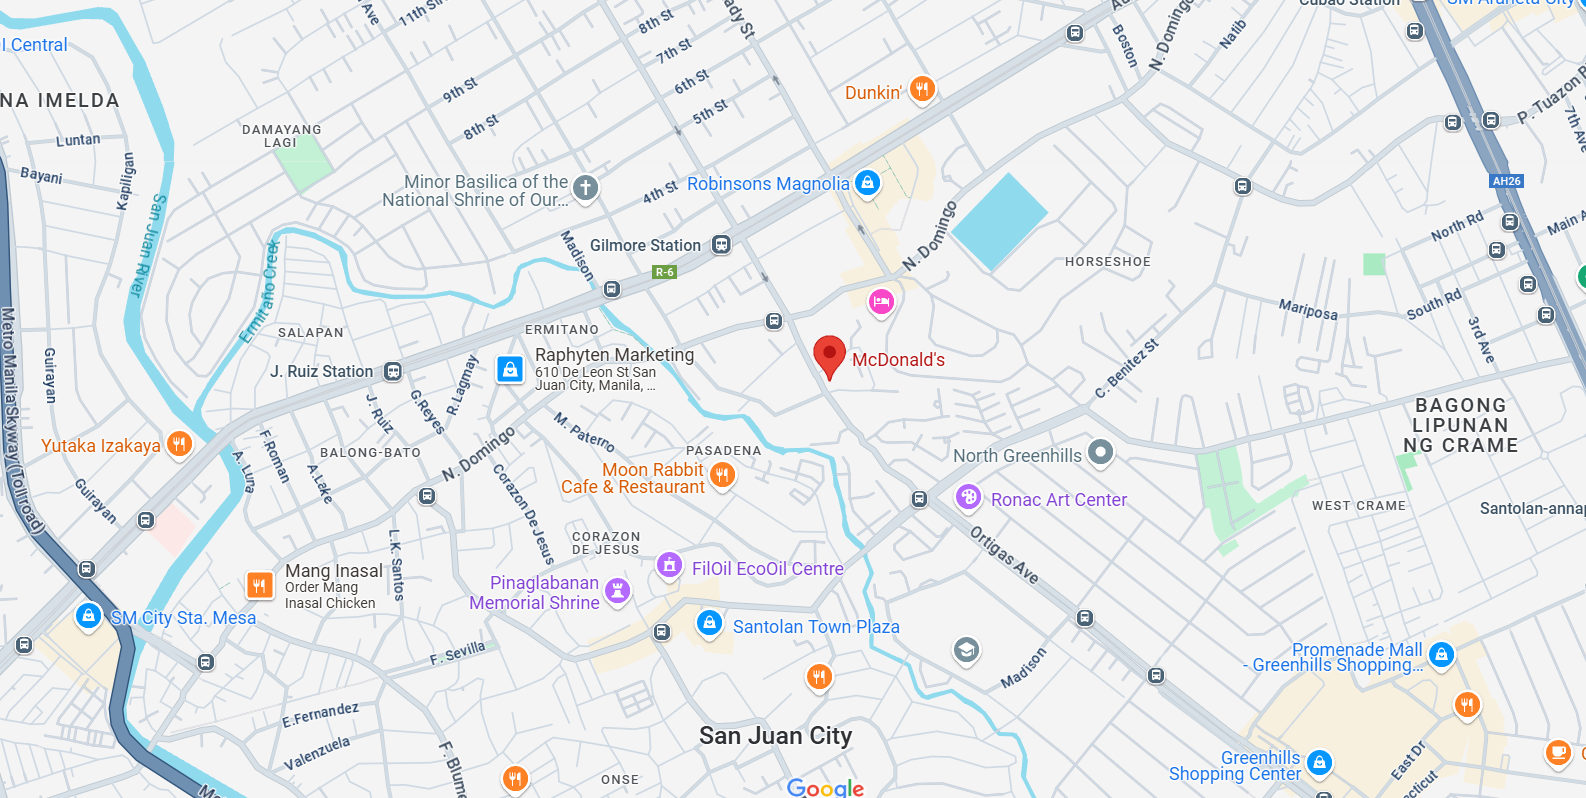 Ave
11th St
8th St
7th St
6th St
5th St
9th St
8th St
4th St
ady St
Boston
Natib
N. Domingo
Cubao Station
SM Araneta City
P. Tuazon B
7th Ave
l Central
NA IMELDA
Luntan
Bayani
Kapiligan
San Juan River
DAMAYANG
LAGI
Minor Basilica of the
National Shrine of Our...
Dunkin'
Robinsons Magnolia
Gilmore Station
R-6
Madison
N. Domingo
HORSESHOE
AH26
North Rd
Main A
South Rd
Mariposa
3rd Ave
Ermitaño Creek
SALAPAN
ERMITANO
Metro Manila Skyway (Tollroad)
Guirayan
J. Ruiz Station
Raphyten Marketing
610 De Leon St San
Juan City, Manila, ...
McDonald's
C. Benitez St
J. Ruiz
G.Reyes
R.Lagmay
BAGONG
LIPUNAN
NG CRAME
Yutaka Izakaya
F.Roman
A. Luna
A.Lake
BALONG-BATO
N. Domingo
M. Paterno
PASADENA
Moon Rabbit
Cafe & Restaurant
North Greenhills
Ronac Art Center
WEST CRAME
Santolan-annap
Guirayan
Corazon De Jesus
L.K. Santos
CORAZON
DE JESUS
Ortigas Ave
Mang Inasal
Order Mang
Inasal Chicken
FilOil EcoOil Centre
Pinaglabanan
Memorial Shrine
SM City Sta. Mesa
Santolan Town Plaza
F. Sevilla
Madison
Promenade Mall
- Greenhills Shopping...
E.Fernandez
Valenzuela
F. Blume
San Juan City
ONSE
Google
Greenhills
Shopping Center
East Dr